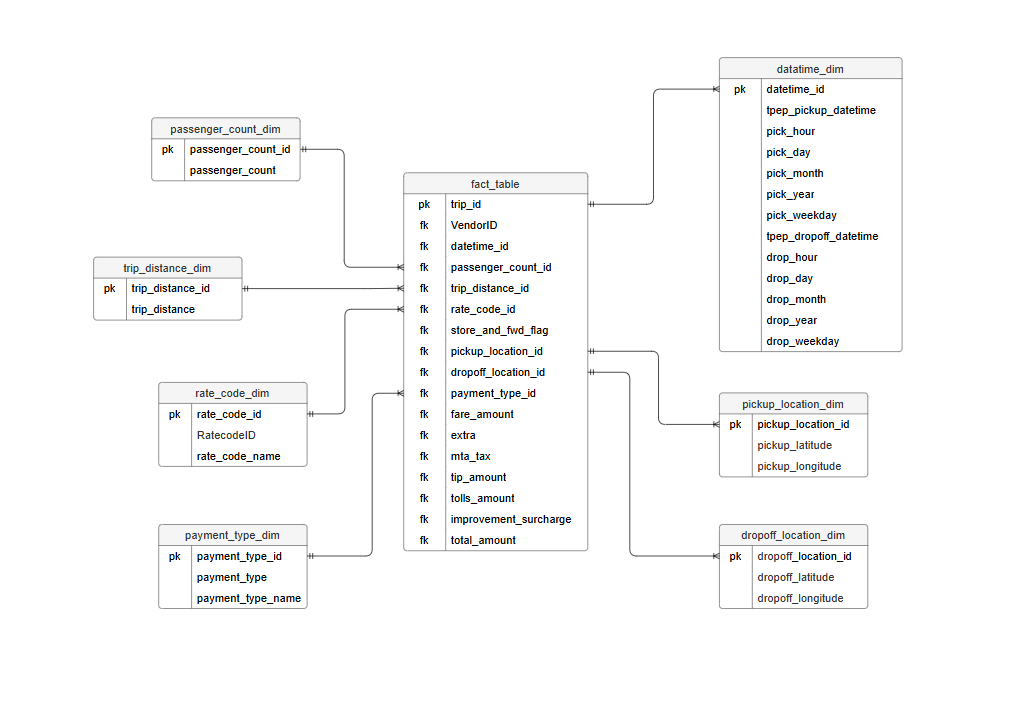 passenger_count_dim
pk passenger_count_id
passenger_count
trip_distance_dim
pk trip_distance_id
trip_distance
rate_code_dim
pk rate_code_id
RatecodeID
rate_code_name
payment_type_dim
pk payment_type_id
payment_type
payment_type_name
fact_table
pk trip_id
fk VendorID
fk datetime_id
fk passenger_count_id
fk trip_distance_id
fk rate_code_id
fk store_and_fwd_flag
fk pickup_location_id
fk dropoff_location_id
fk payment_type_id
fk fare_amount
fk extra
fk mta_tax
fk tip_amount
fk tolls_amount
fk improvement_surcharge
fk total_amount
datatime_dim
pk datetime_id
tpep_pickup_datetime
pick_hour
pick_day
pick_month
pick_year
pick_weekday
tpep_dropoff_datetime
drop_hour
drop_day
drop_month
drop_year
drop_weekday
pickup_location_dim
pk pickup_location_id
pickup_latitude
pickup_longitude
dropoff_location_dim
pk dropoff_location_id
dropoff_latitude
dropoff_longitude